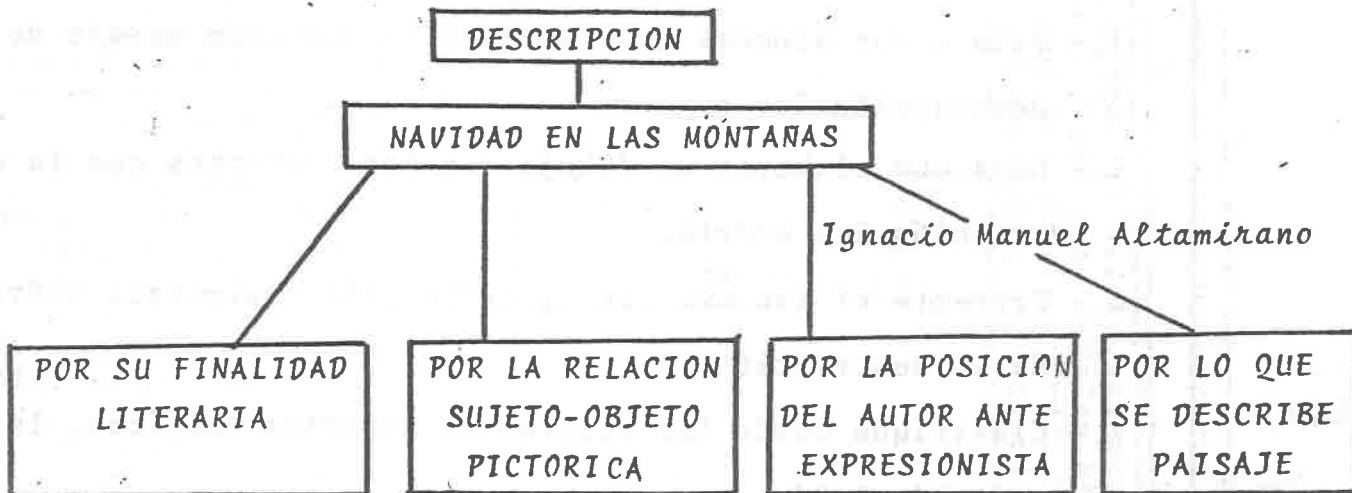 DESCRIPCION
NAVIDAD EN LAS MONTAÑAS
Ignacio Manuel Altamirano
POR SU FINALIDAD
LITERARIA
POR LA RELACION
SUJETO-OBJETO
PICTORICA
POR LA POSICION
DEL AUTOR ANTE
EXPRESIONISTA
POR LO QUE
SE DESCRIBE
PAISAJE